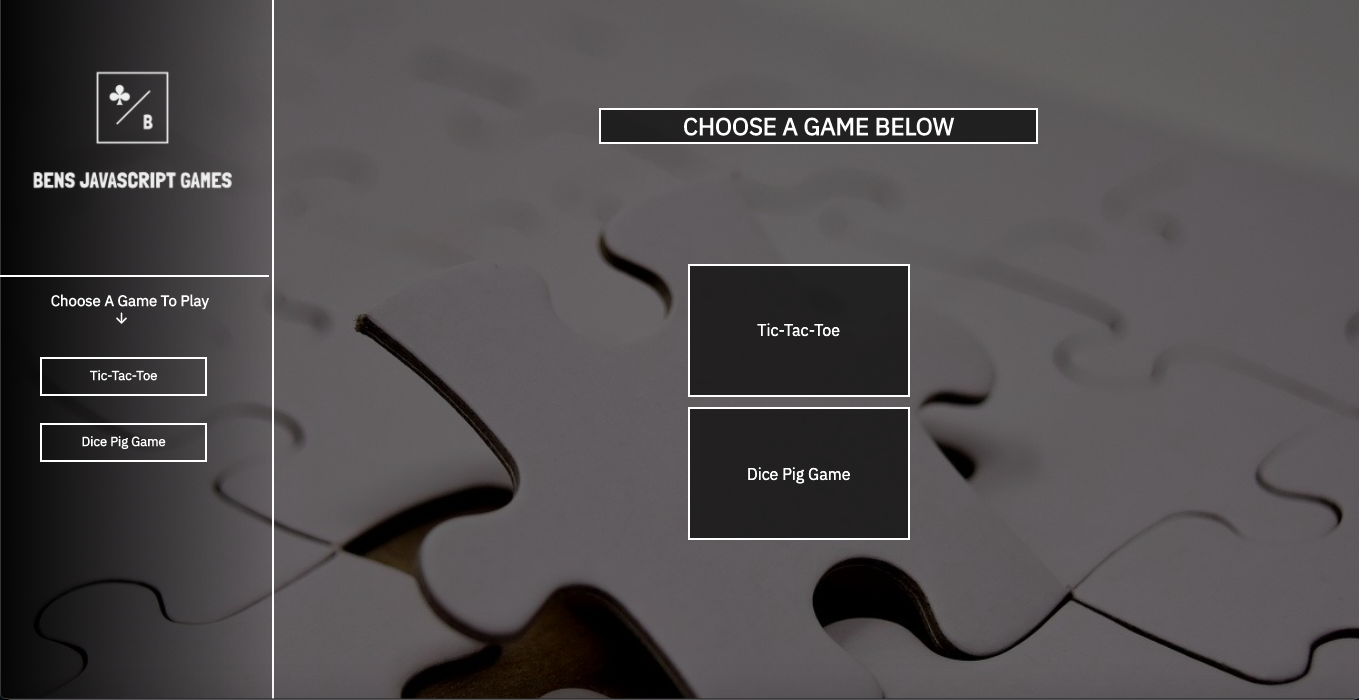 B
BENS JAVASCRIPT GAMES
Choose A Game To Play
↓
Tic-Tac-Toe
Dice Pig Game
CHOOSE A GAME BELOW
Tic-Tac-Toe
Dice Pig Game